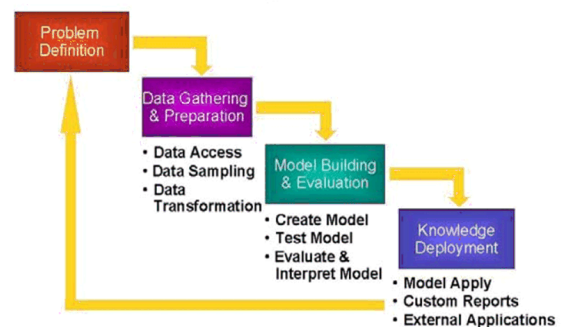 Problem
Definition
Data Gathering
& Preparation
• Data Access
• Data Sampling
• Data
Transformation
Model Building
& Evaluation
• Create Model
• Test Model
• Evaluate &
Interpret Model
Knowledge
Deployment
• Model Apply
• Custom Reports
• External Applications